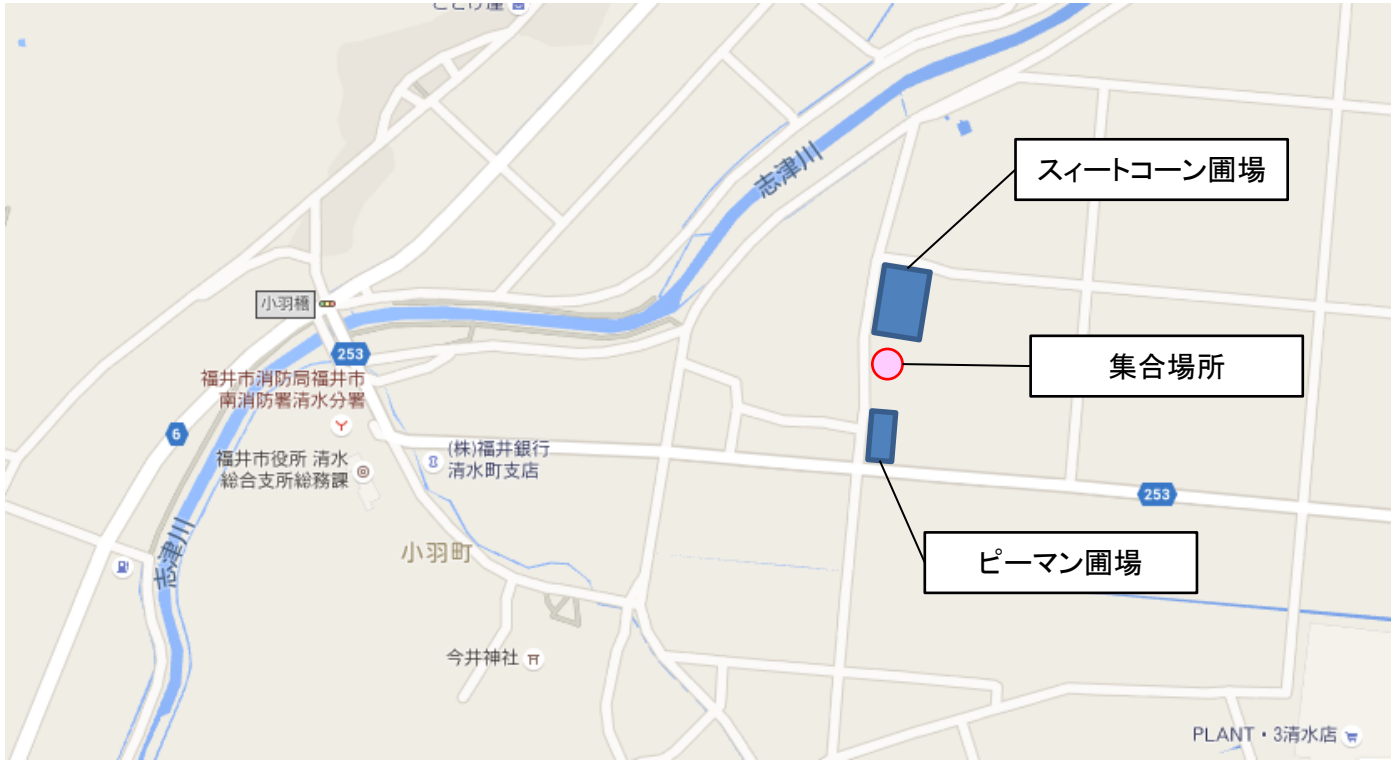 志津川
スィートコーン圃場
小羽橋
253
集合場所
福井市消防局福井市
南消防署清水分署
6
(株)福井銀行
清水町支店
福井市役所 清水
総合支所総務課
253
志津川
小羽町
ピーマン圃場
今井神社
PLANT・3清水店